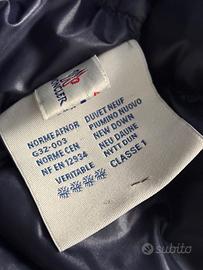 MONCLER
NORME AFNOR
G32-003
NORME CEN
NF EN 12934
VERITABLE
DUVET NEUF
PIUMINO NUOVO
NEW DOWN
NEU DAUNE
NYTT DUN
CLASSE 1
subito